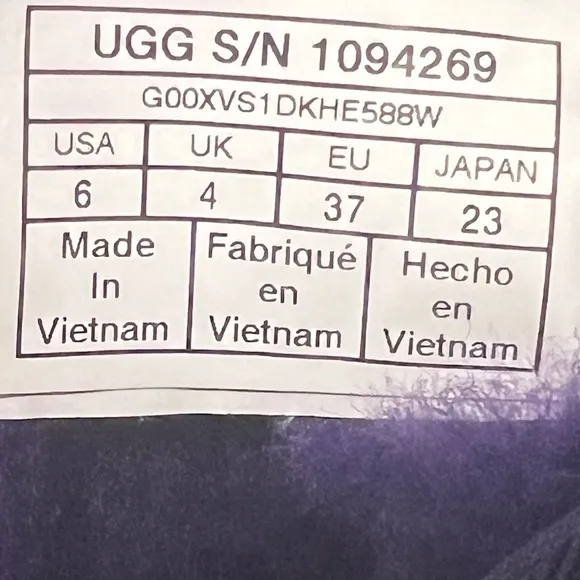 UGG S/N 1094269
G00XVS1DKHE588W
USA UK EU JAPAN
6 4 37 23
Made
In
Vietnam
Fabriqué
en
Vietnam
Hecho
en
Vietnam